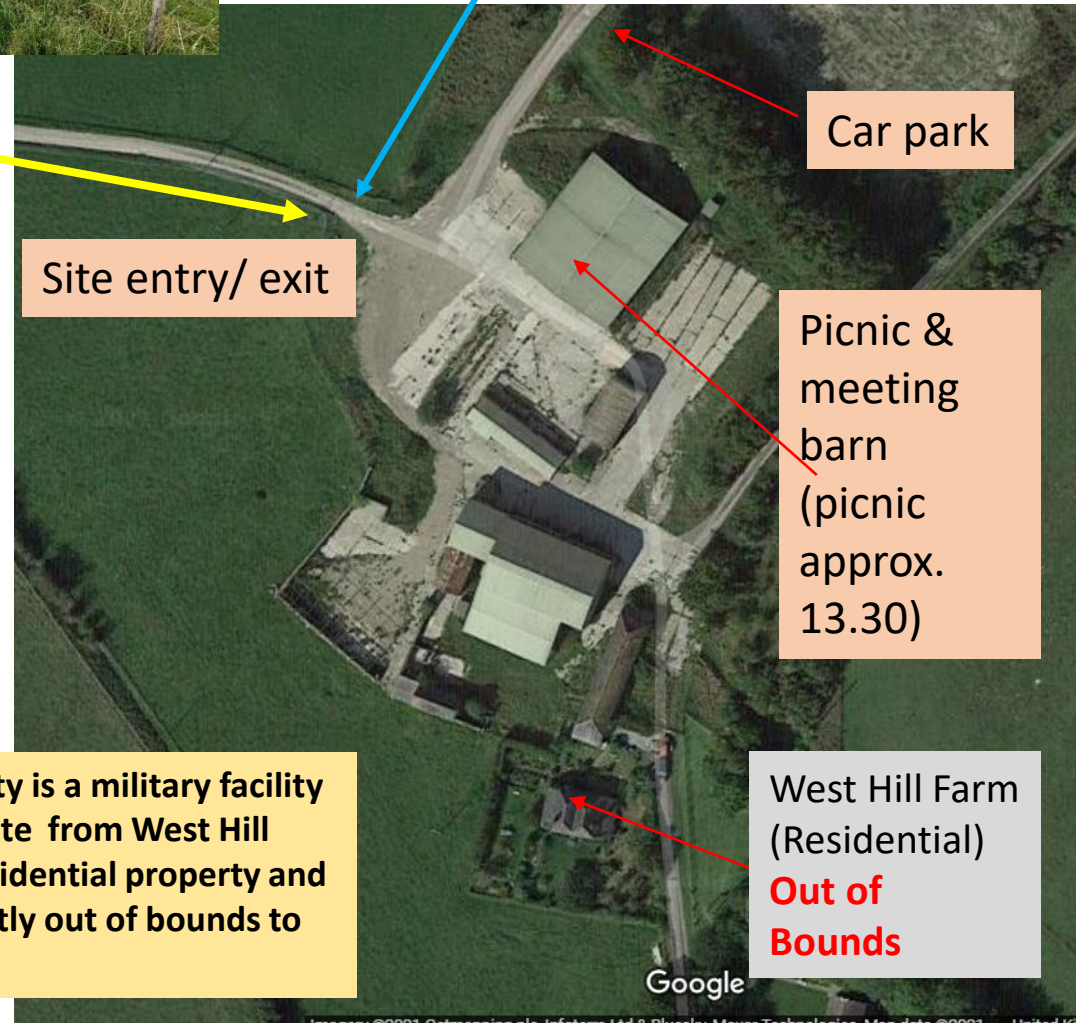 Car park
Site entry/ exit
Picnic &
meeting
barn
(picnic
approx.
13.30)
ty is a military facility
te from West Hill
idential property and
tly out of bounds to
West Hill Farm
(Residential)
Out of
Bounds
Google